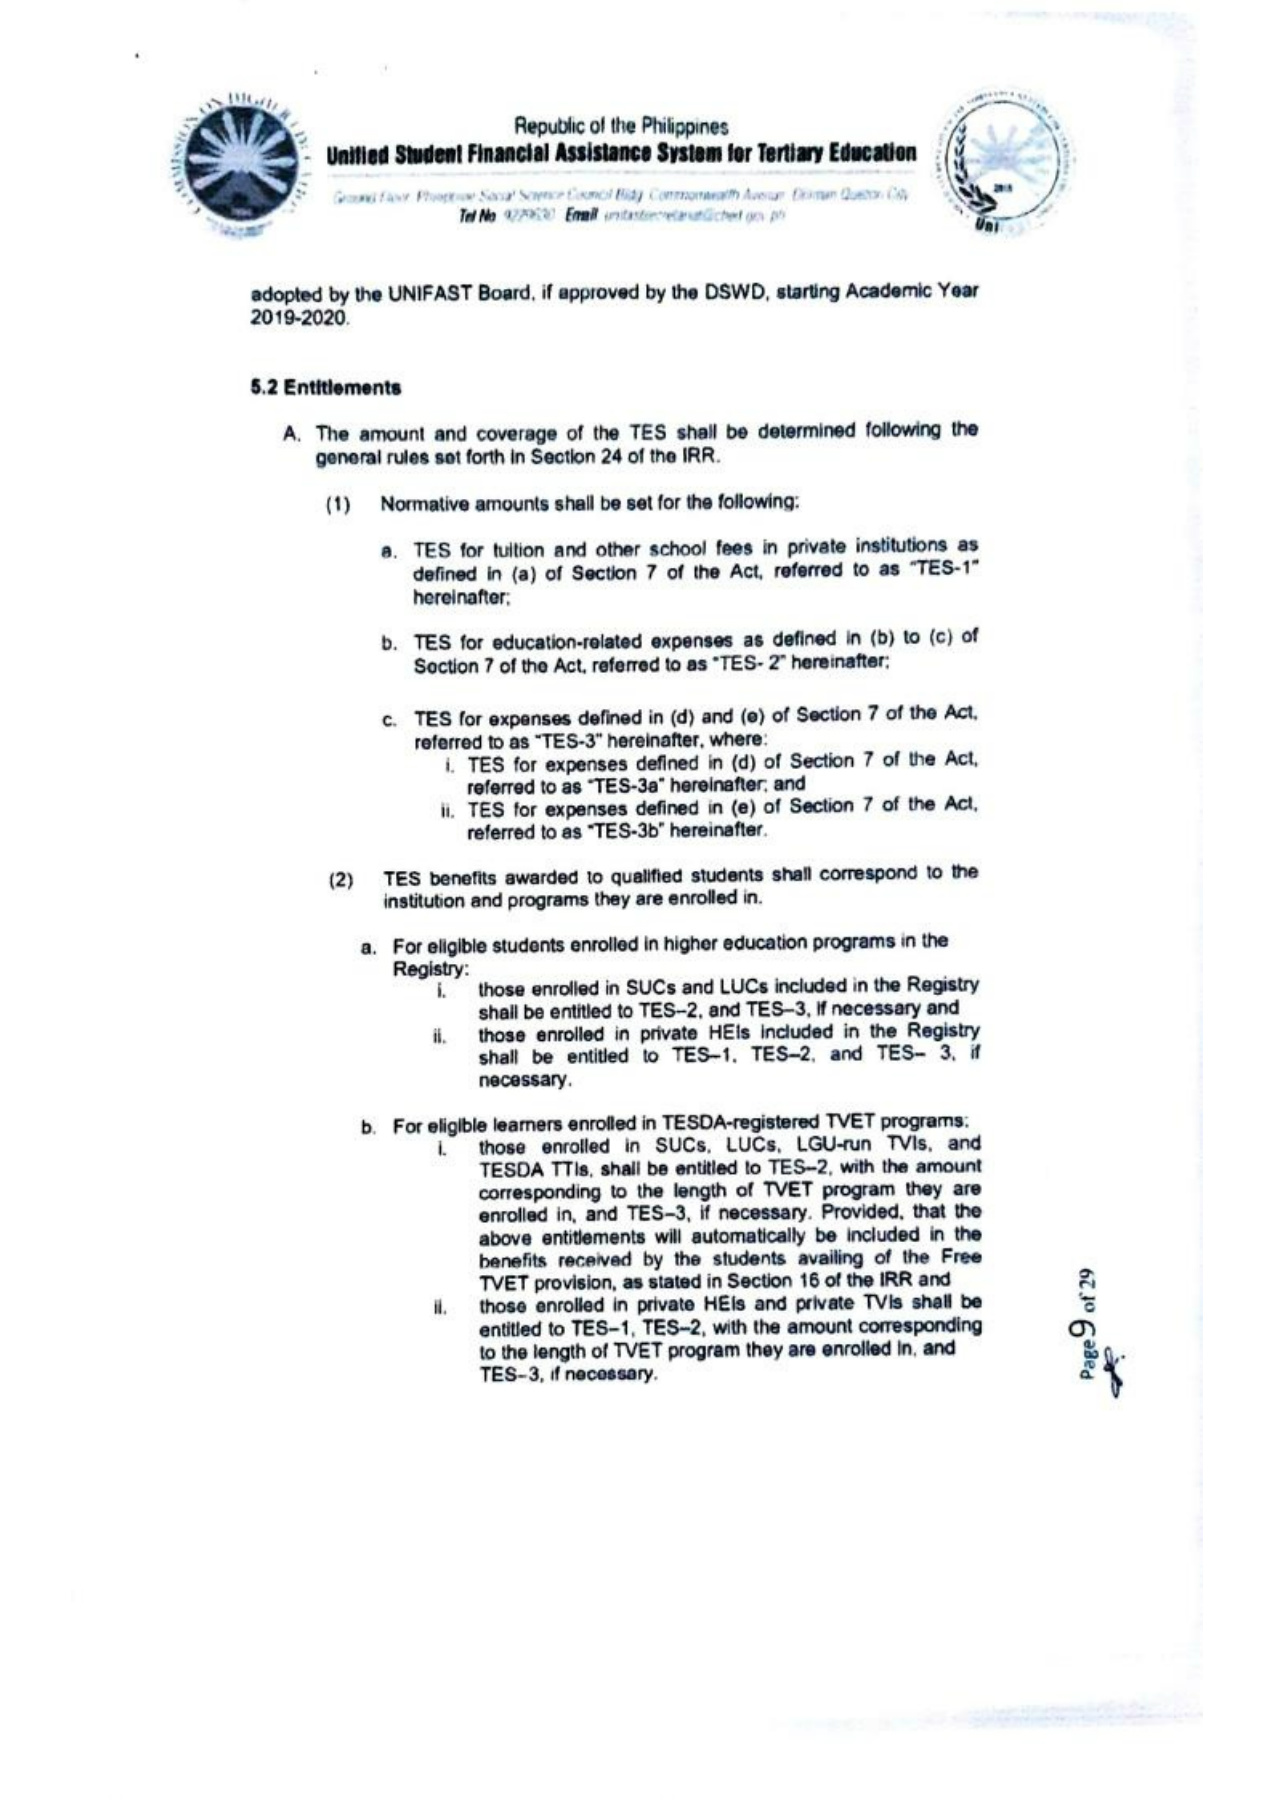 COMMISSION ON HIGHER EDUCATION
Republic of the Philippines
Unified Student Financial Assistance System for Tertiary Education
Ground Floor Philippine Social Science Council Bldg Commonwealth Avenue Diliman Quezon City
Tel No Email
Uni
adopted by the UNIFAST Board, if approved by the DSWD, starting Academic Year
2019-2020.
5.2 Entitlements
A. The amount and coverage of the TES shall be determined following the
general rules set forth in Section 24 of the IRR.
(1) Normative amounts shall be set for the following:
a. TES for tuition and other school fees in private institutions as
defined in (a) of Section 7 of the Act, referred to as "TES-1"
hereinafter;
b. TES for education-related expenses as defined in (b) to (c) of
Section 7 of the Act, referred to as "TES- 2" hereinafter;
c. TES for expenses defined in (d) and (e) of Section 7 of the Act,
referred to as "TES-3" hereinafter, where:
i. TES for expenses defined in (d) of Section 7 of the Act,
referred to as "TES-3a" hereinafter; and
ii. TES for expenses defined in (e) of Section 7 of the Act,
referred to as "TES-3b" hereinafter.
(2) TES benefits awarded to qualified students shall correspond to the
institution and programs they are enrolled in.
a. For eligible students enrolled in higher education programs in the
Registry:
i. those enrolled in SUCs and LUCs included in the Registry
shall be entitled to TES–2, and TES–3, if necessary and
ii. those enrolled in private HEIs included in the Registry
shall be entitled to TES–1, TES–2, and TES– 3, if
necessary.
b. For eligible learners enrolled in TESDA-registered TVET programs:
i. those enrolled in SUCs, LUCs, LGU-run TVIs, and
TESDA TTIs, shall be entitled to TES–2, with the amount
corresponding to the length of TVET program they are
enrolled in, and TES–3, if necessary. Provided, that the
above entitlements will automatically be included in the
benefits received by the students availing of the Free
TVET provision, as stated in Section 16 of the IRR and
ii. those enrolled in private HEIs and private TVIs shall be
entitled to TES–1, TES–2, with the amount corresponding
to the length of TVET program they are enrolled in, and
TES–3, if necessary.
Page 9 of 29